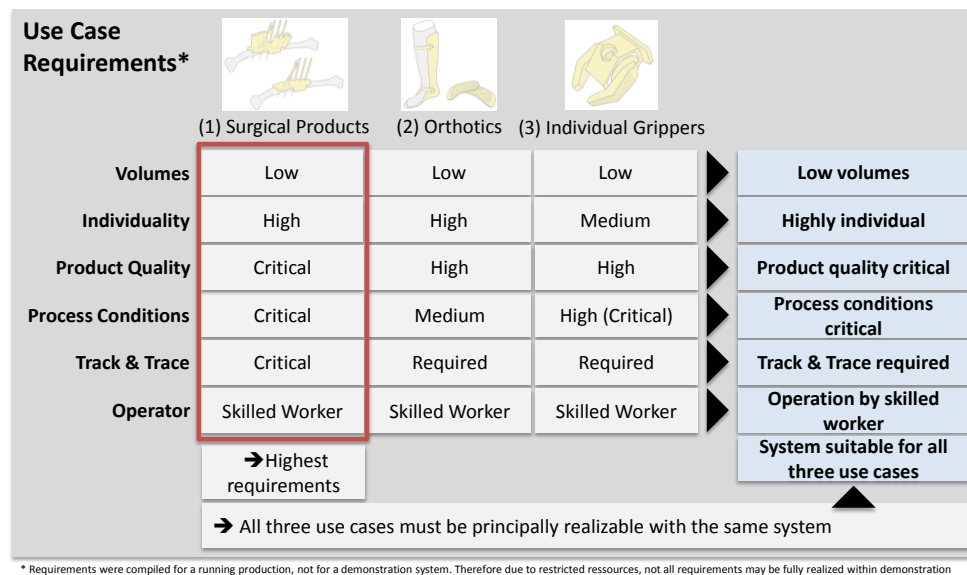 Use Case
Requirements*
(1) Surgical Products (2) Orthotics (3) Individual Grippers
Volumes Low Low Low Low volumes
Individuality High High Medium Highly individual
Product Quality Critical High High Product quality critical
Process Conditions Critical Medium High (Critical) Process conditions
critical
Track & Trace Critical Required Required Track & Trace required
Operator Skilled Worker Skilled Worker Skilled Worker Operation by skilled
worker
➔Highest
requirements
System suitable for all
three use cases
➔ All three use cases must be principally realizable with the same system
* Requirements were compiled for a running production, not for a demonstration system. Therefore due to restricted ressources, not all requirements may be fully realized within demonstration